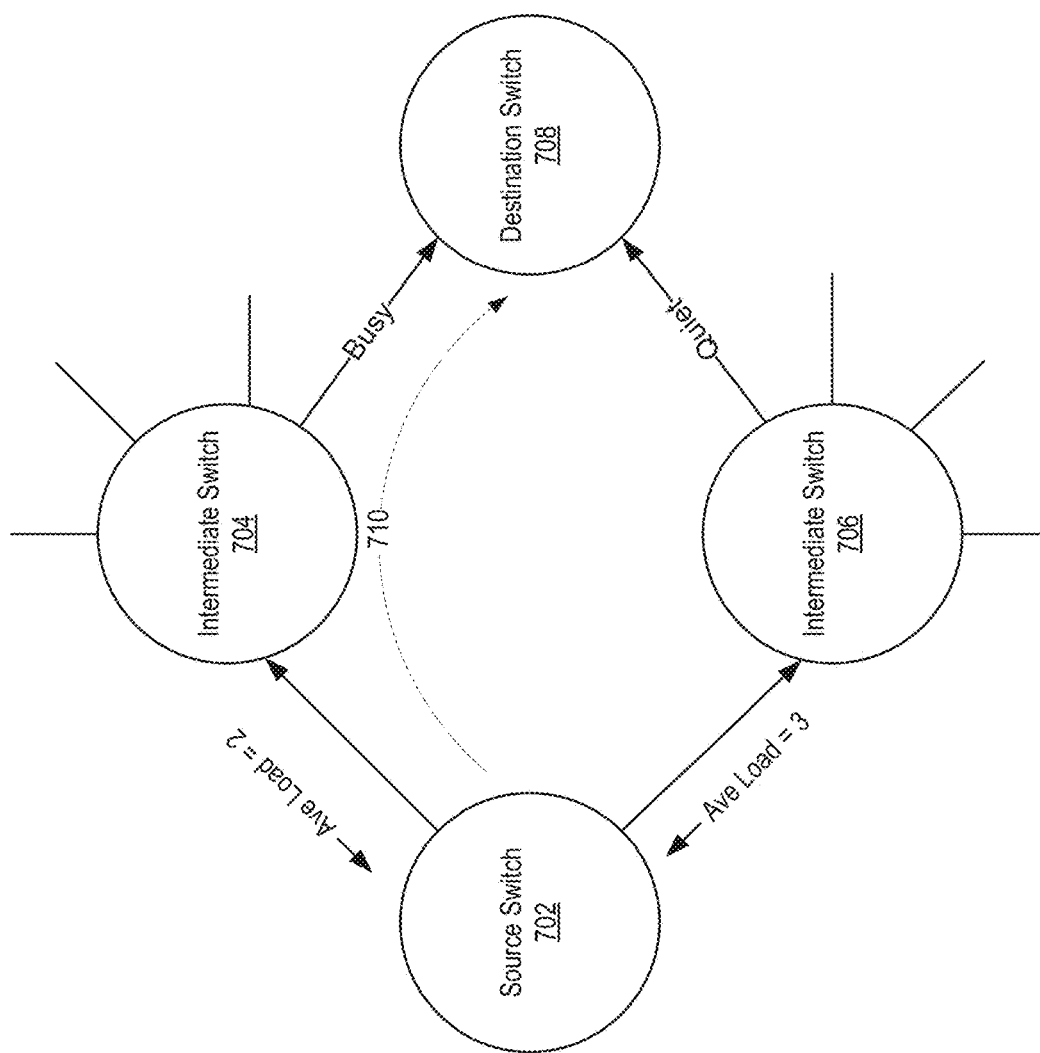 Source Switch
702
Ave Load = 2
Ave Load = 3
Intermediate Switch
704
710
Intermediate Switch
706
Busy
Quiet
Destination Switch
708